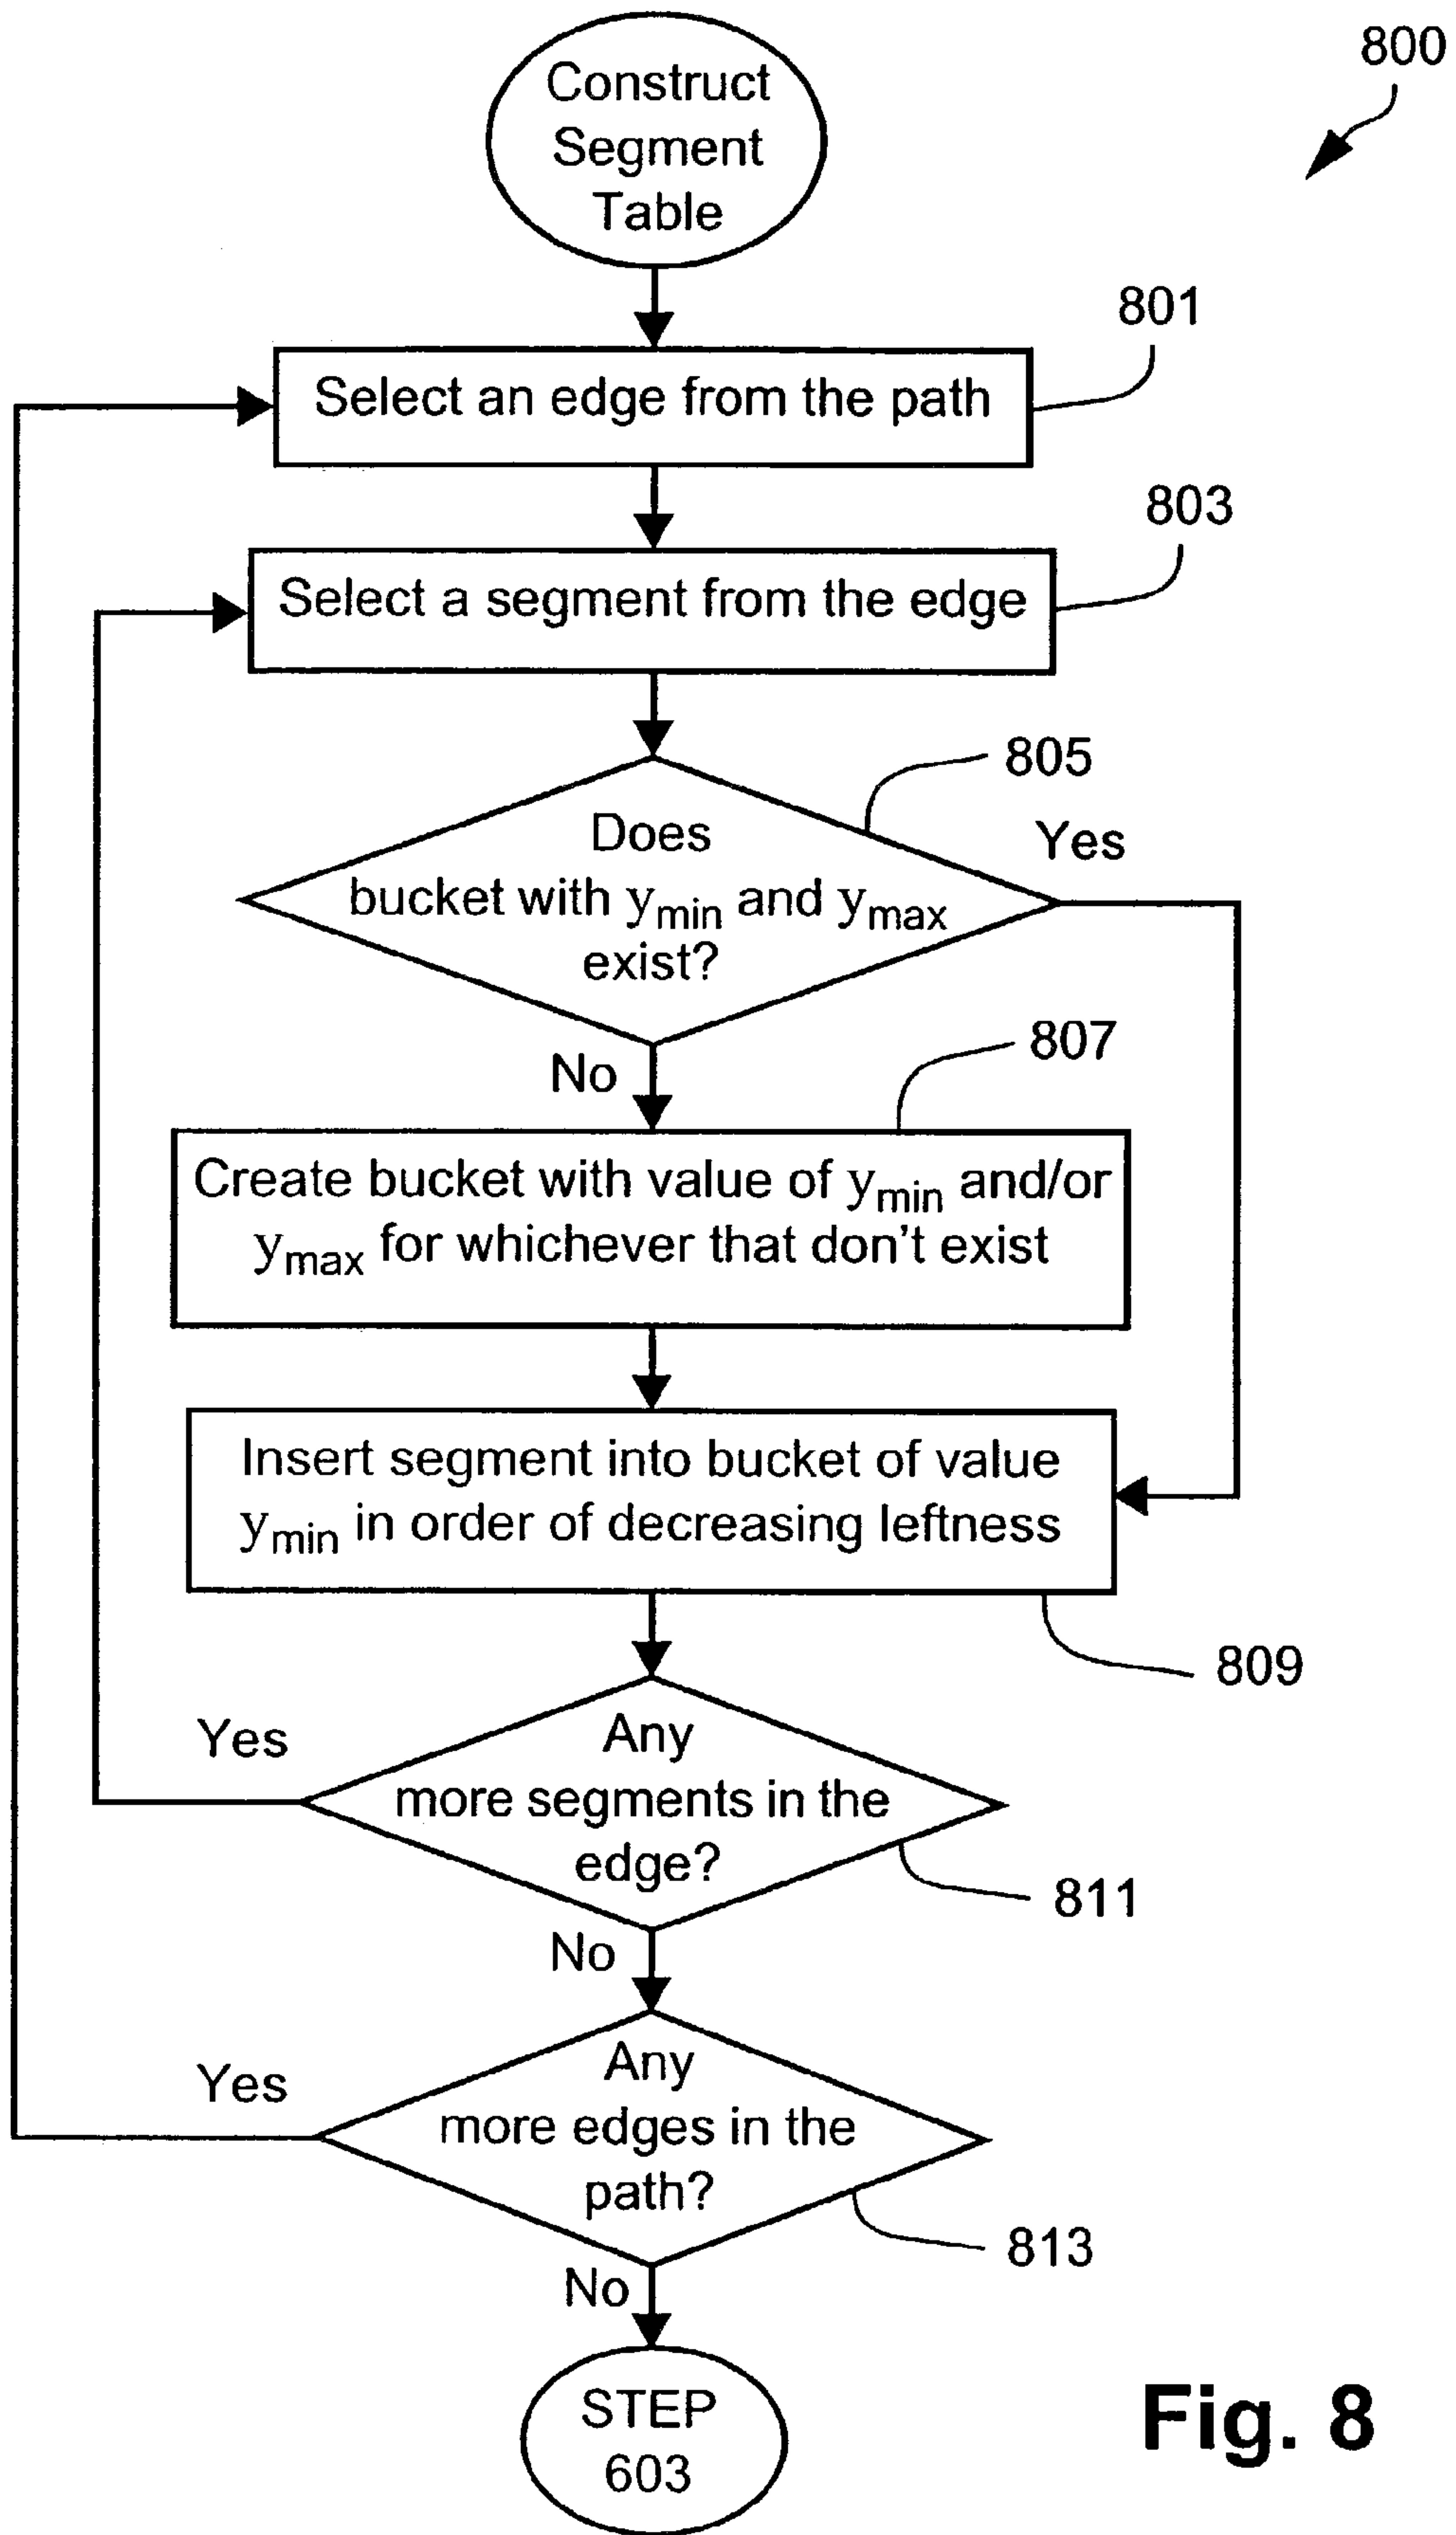 800
Construct
Segment
Table
801
Select an edge from the path
803
Select a segment from the edge
805
Does
bucket with ymin and ymax
exist?
Yes
No
807
Create bucket with value of ymin and/or
ymax for whichever that don't exist
Insert segment into bucket of value
ymin in order of decreasing leftness
809
Any
more segments in the
edge?
Yes
811
No
Any
more edges in the
path?
Yes
813
No
STEP
603
Fig. 8